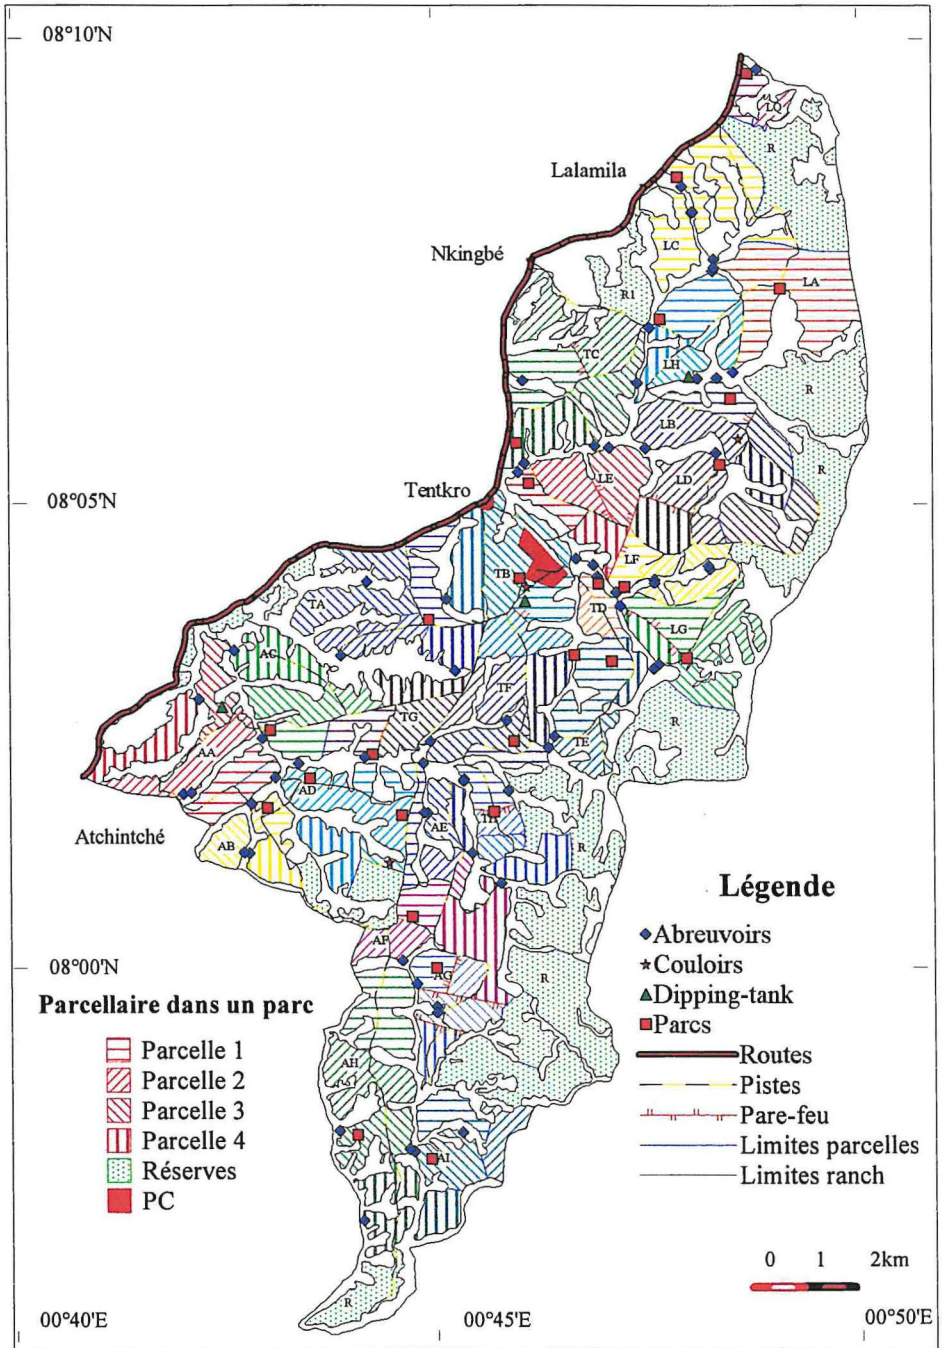 08°10'N
LQ
R
Lalamila
LC
Nkingbé
R1
LA
TC
LH
R
LB
R
LE
LD
Tentkro
08°05'N
LF
TB
TA
TD
LG
AC
TF
TG
R
TE
AA
AD
Atchintché
AE
TH
AB
R
Légende
Abreuvoirs
AF
Couloirs
08°00'N
AG
R
Dipping-tank
Parcellaire dans un parc
Parcs
Parcelle 1
Routes
AH
Parcelle 2
Pistes
Parcelle 3
Pare-feu
Parcelle 4
Limites parcelles
AI
Réserves
Limites ranch
PC
0 1 2km
R
00°40'E
00°45'E
00°50'E